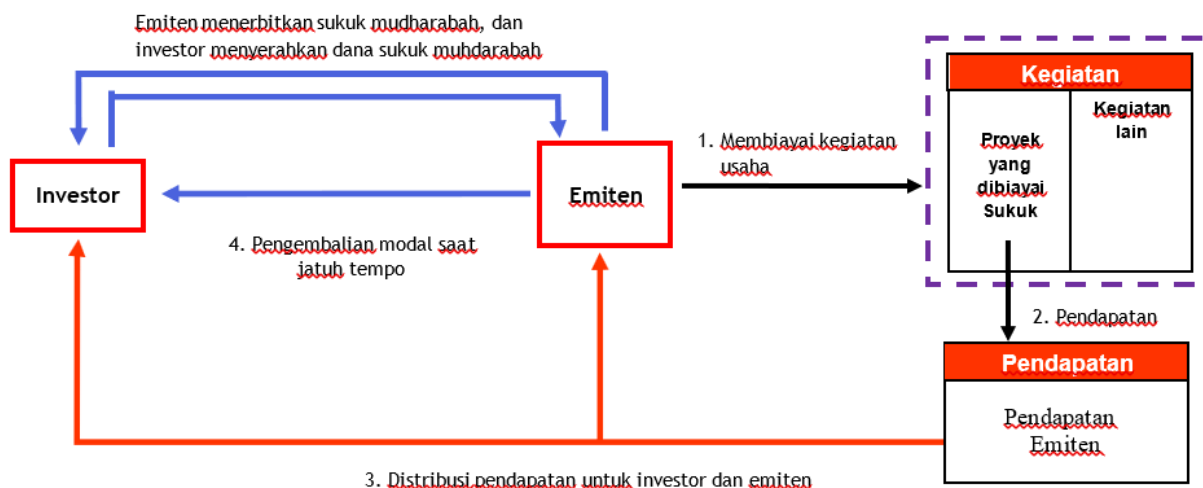 Emiten menerbitkan sukuk mudharabah, dan
investor menyerahkan dana sukuk muhdarabah
Kegiatan
Proyek
yang
dibiayai
Sukuk
Kegiatan
lain
1. Membiayai kegiatan
usaha
Investor
Emiten
4. Pengembalian modal saat
jatuh tempo
2. Pendapatan
Pendapatan
Pendapatan
Emiten
3. Distribusi pendapatan untuk investor dan emiten